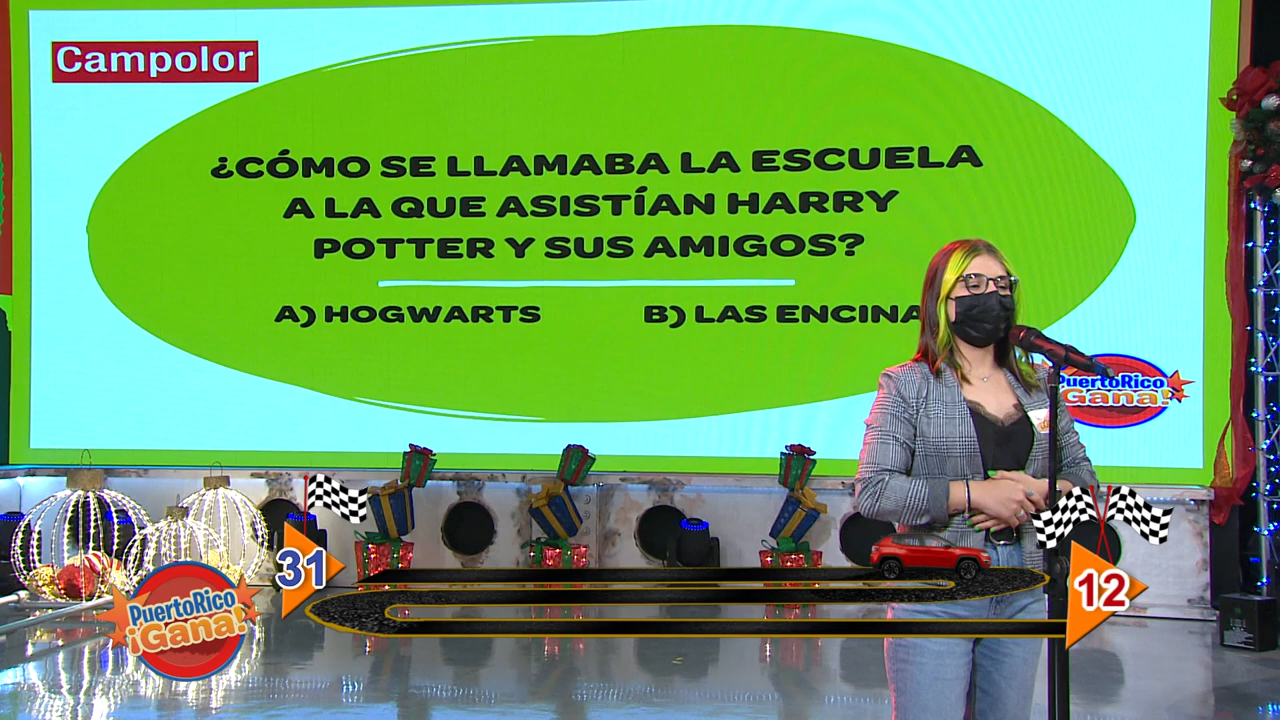 Campolor
¿CÓMO SE LLAMABA LA ESCUELA
A LA QUE ASISTÍAN HARRY
POTTER Y SUS AMIGOS?
A) HOGWARTS B) LAS ENCINA
PuertoRico
¡Gana!
31
12
PuertoRico
¡Gana!